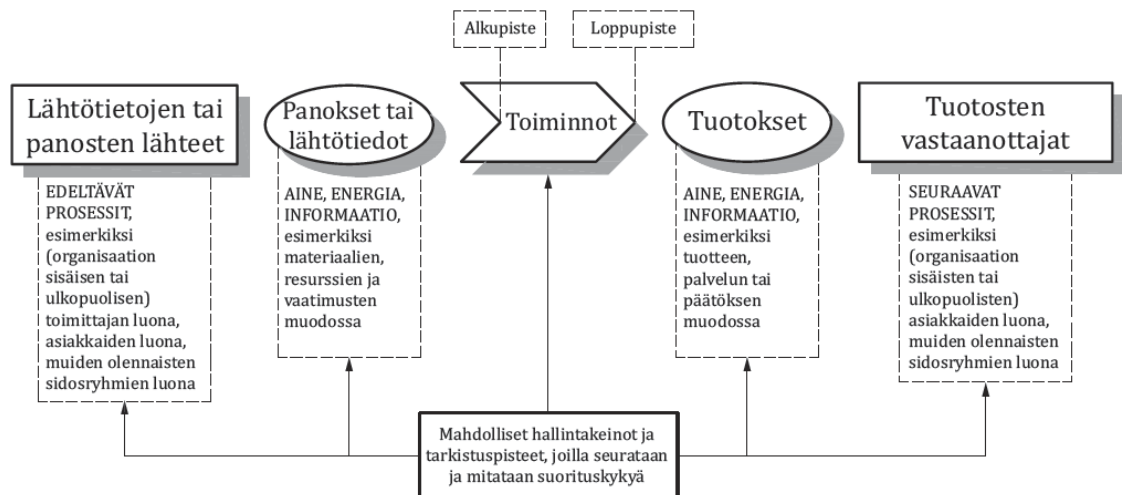 Alkupiste
Loppupiste
Lähtötietojen tai
panosten lähteet
Panokset tai
lähtötiedot
Toiminnot
Tuotokset
Tuotosten
vastaanottajat
EDELTÄVÄT
PROSESSIT,
esimerkiksi
(organisaation
sisäisen tai
ulkopuolisen)
toimittajan luona,
asiakkaiden luona,
muiden olennaisten
sidosryhmien luona
AINE, ENERGIA,
INFORMAATIO,
esimerkiksi
materiaalien,
resurssien ja
vaatimusten
muodossa
AINE, ENERGIA,
INFORMAATIO,
esimerkiksi
tuotteen,
palvelun tai
päätöksen
muodossa
SEURAAVAT
PROSESSIT,
esimerkiksi
(organisaation
sisäisten tai
ulkopuolisten)
asiakkaiden luona,
muiden olennaisten
sidosryhmien luona
Mahdolliset hallintakeinot ja
tarkistuspisteet, joilla seurataan
ja mitataan suorituskykyä